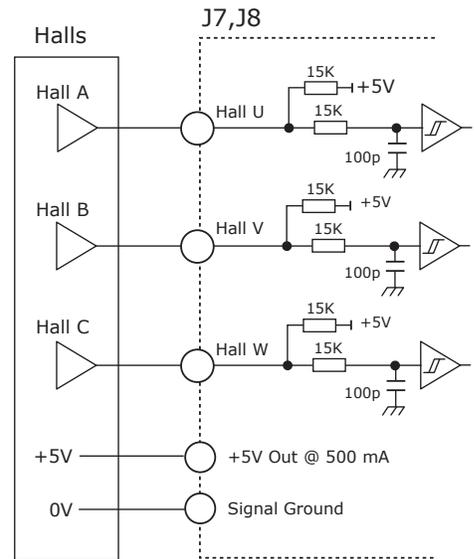 J7,J8
Halls
15K
+5V
Hall A
Hall U
15K
100p
15K
+5V
Hall B
Hall V
15K
100p
15K
+5V
Hall C
Hall W
15K
100p
+5V
+5V Out @ 500 mA
0V
Signal Ground